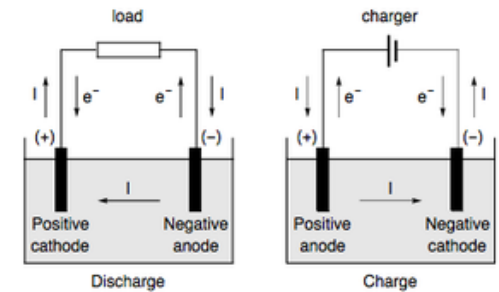 load
I e⁻ e⁻ I
(+) (−)
I
Positive
cathode
Negative
anode
Discharge
charger
I e⁻ e⁻ I
(+) (−)
I
Positive
anode
Negative
cathode
Charge